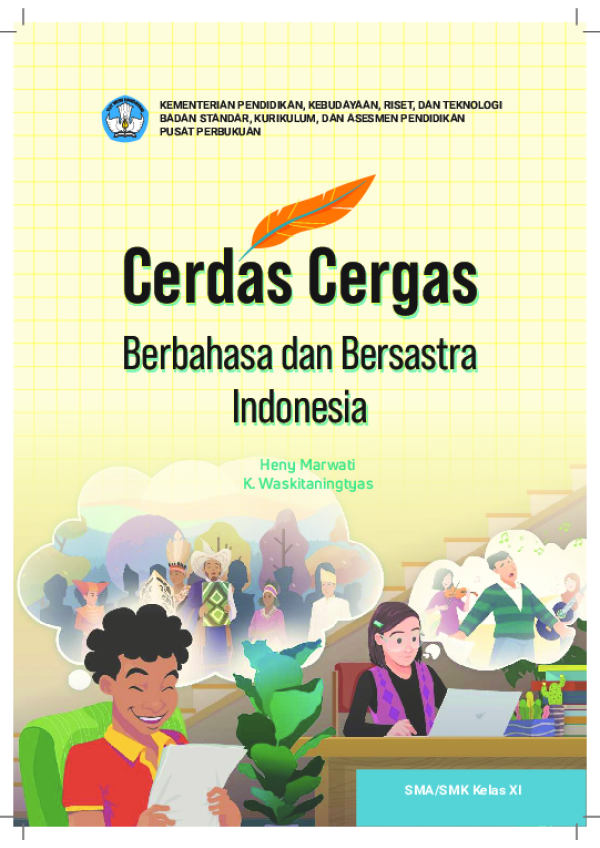 KEMENTERIAN PENDIDIKAN, KEBUDAYAAN, RISET, DAN TEKNOLOGI
BADAN STANDAR, KURIKULUM, DAN ASESMEN PENDIDIKAN
PUSAT PERBUKUAN
Cerdas Cergas
Berbahasa dan Bersastra
Indonesia
Heny Marwati
K. Waskitaningtyas
SMA/SMK Kelas XI